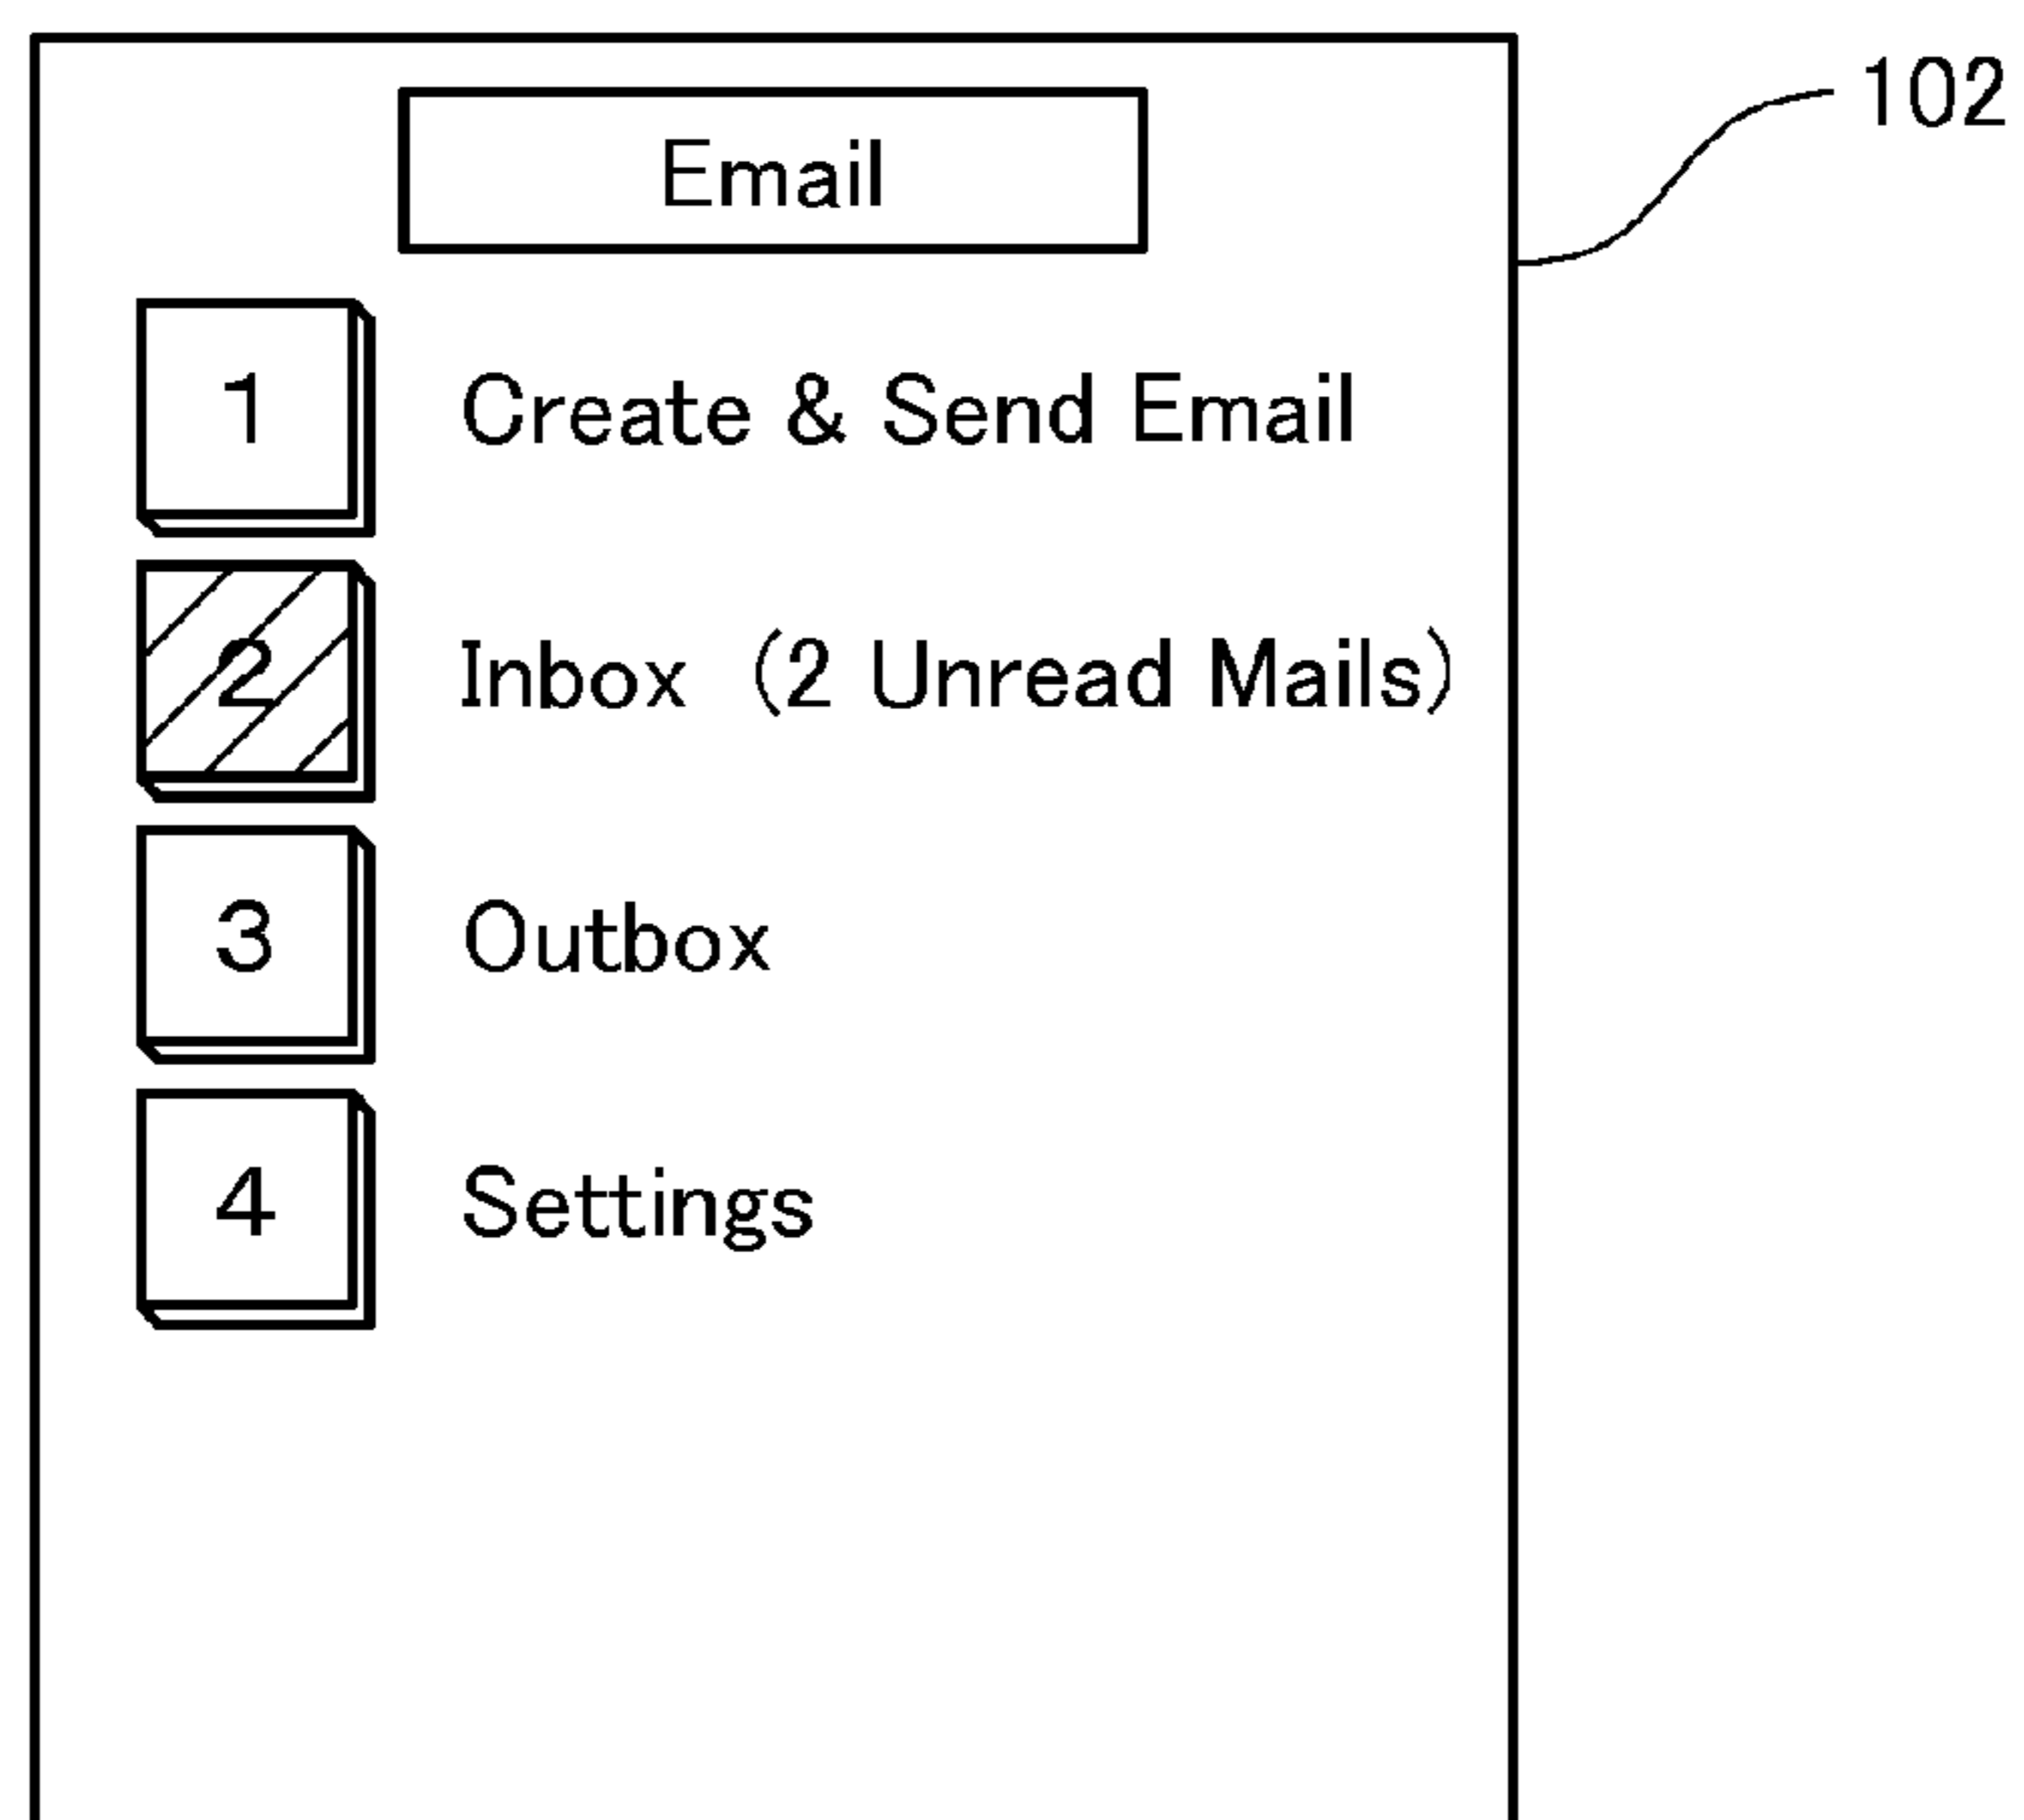 102
Email
1 Create & Send Email
2 Inbox (2 Unread Mails)
3 Outbox
4 Settings